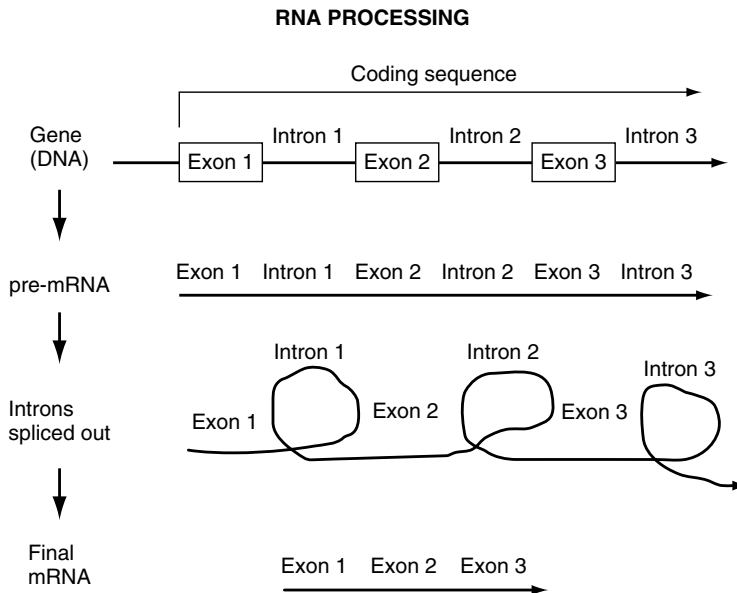 RNA PROCESSING
Coding sequence
Gene
(DNA)
Exon 1
Intron 1
Exon 2
Intron 2
Exon 3
Intron 3
pre-mRNA
Exon 1 Intron 1 Exon 2 Intron 2 Exon 3 Intron 3
Introns
spliced out
Exon 1
Intron 1
Exon 2
Intron 2
Exon 3
Intron 3
Final
mRNA
Exon 1 Exon 2 Exon 3